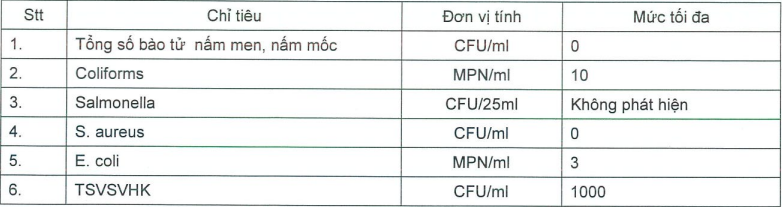 Stt Chỉ tiêu Đơn vị tính Mức tối đa
1. Tổng số bào tử nấm men, nấm mốc CFU/ml 0
2. Coliforms MPN/ml 10
3. Salmonella CFU/25ml Không phát hiện
4. S. aureus CFU/ml 0
5. E. coli MPN/ml 3
6. TSVSVHK CFU/ml 1000